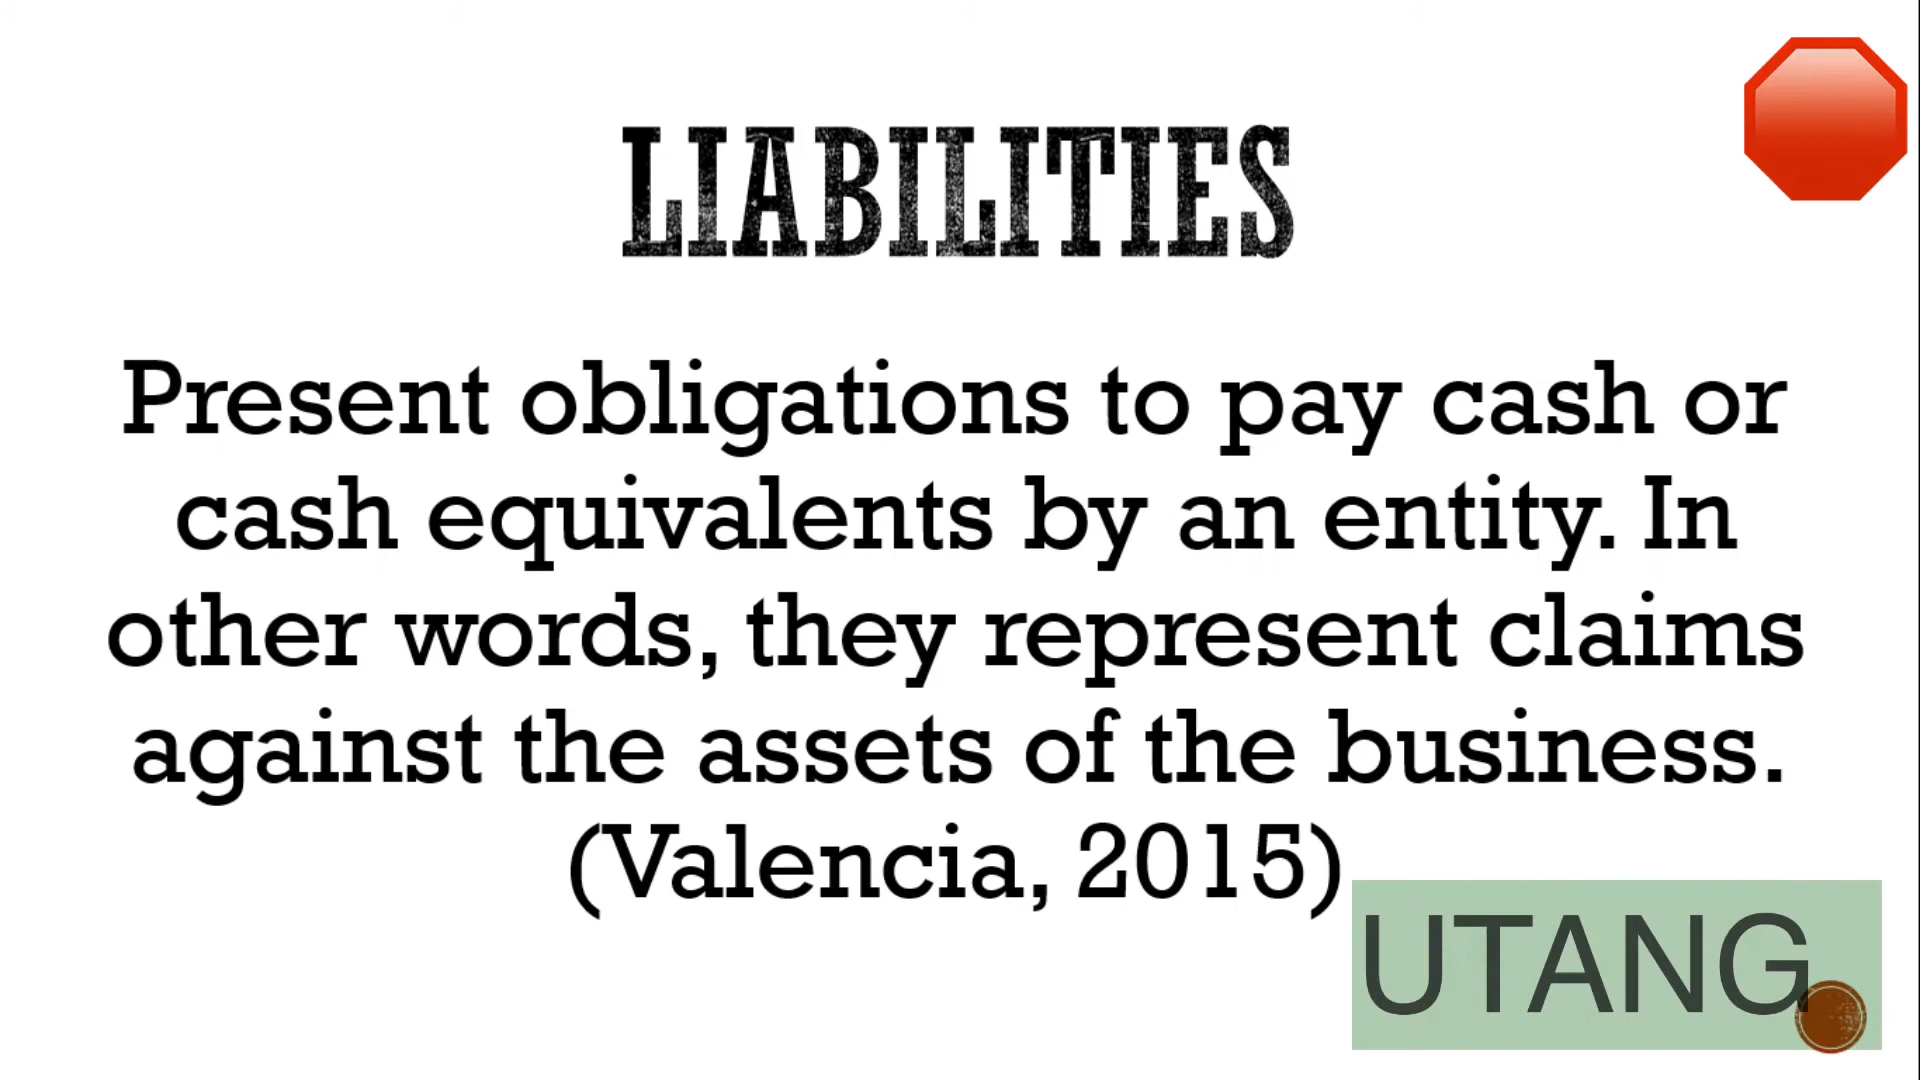 LIABILITIES
Present obligations to pay cash or
cash equivalents by an entity. In
other words, they represent claims
against the assets of the business.
(Valencia, 2015)
UTANG